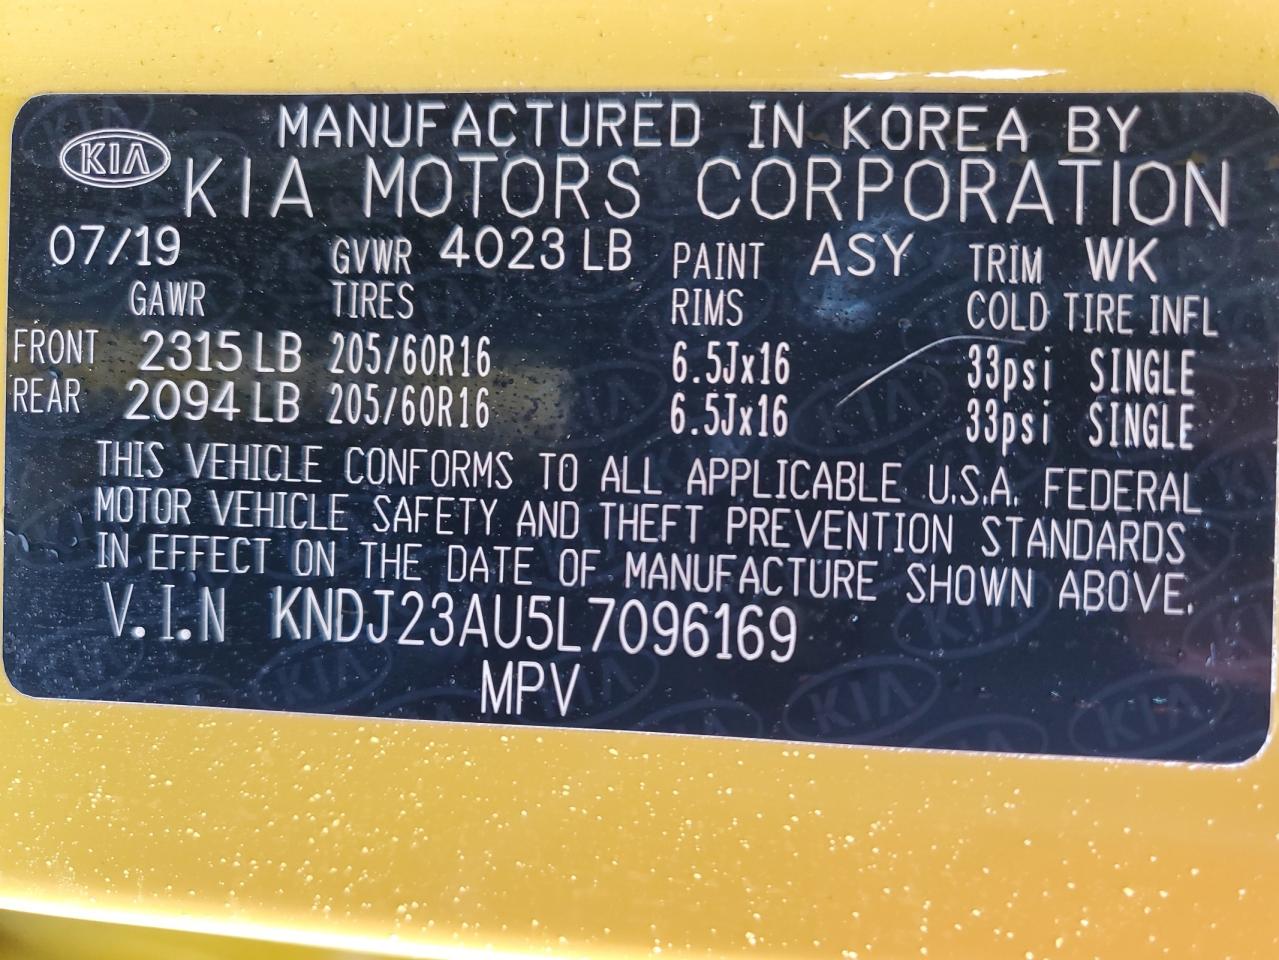 MANUFACTURED IN KOREA BY
KIA
KIA MOTORS CORPORATION
07/19 GVWR 4023 LB PAINT ASY TRIM WK
GAWR TIRES RIMS COLD TIRE INFL
FRONT 2315 LB 205/60R16 6.5Jx16 33psi SINGLE
REAR 2094 LB 205/60R16 6.5Jx16 33psi SINGLE
THIS VEHICLE CONFORMS TO ALL APPLICABLE U.S.A. FEDERAL
MOTOR VEHICLE SAFETY AND THEFT PREVENTION STANDARDS
IN EFFECT ON THE DATE OF MANUFACTURE SHOWN ABOVE.
V.I.N KNDJ23AU5L7096169
MPV